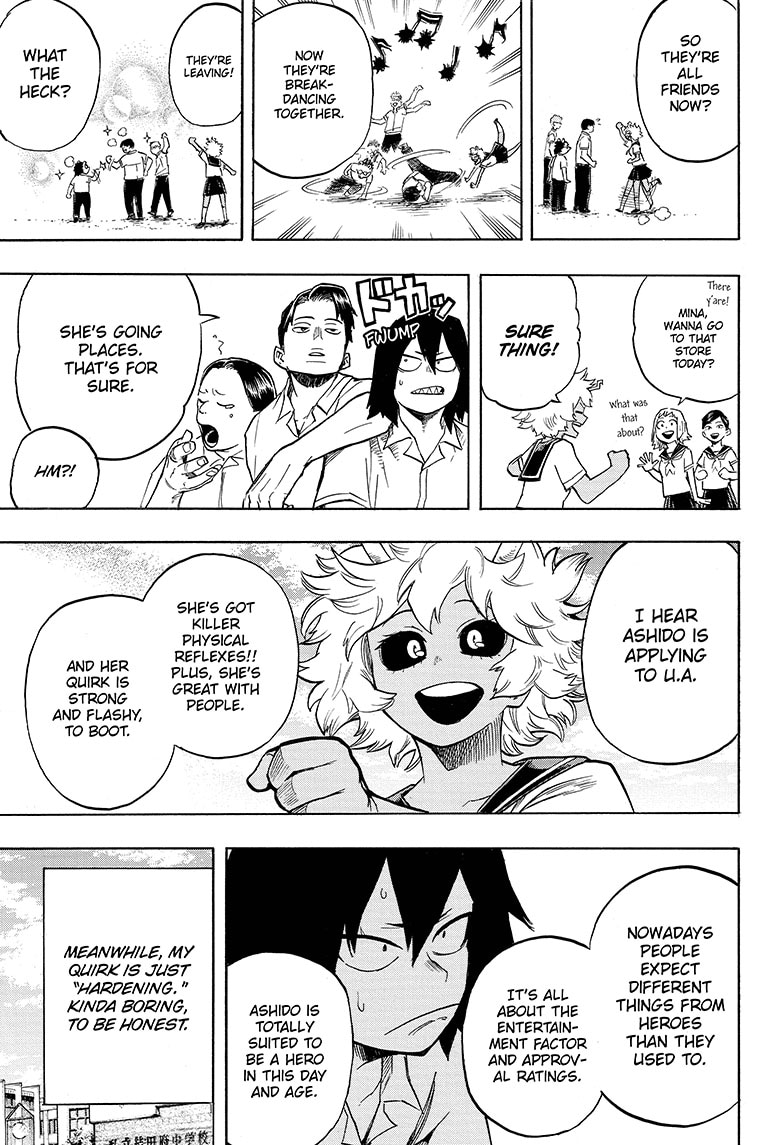 SO
THEY'RE
ALL
FRIENDS
NOW?
NOW
THEY'RE
BREAK-
DANCING
TOGETHER.
THEY'RE
LEAVING!
WHAT
THE
HECK?
There
y'are!
MINA,
WANNA GO
TO THAT
STORE
TODAY?
SURE
THING!
What was
that
about?
ドカッ
FWUMP
SHE'S GOING
PLACES.
THAT'S FOR
SURE.
HM?!
I HEAR
ASHIDO IS
APPLYING
TO U.A.
SHE'S GOT
KILLER
PHYSICAL
REFLEXES!!
PLUS, SHE'S
GREAT WITH
PEOPLE.
AND HER
QUIRK IS
STRONG
AND FLASHY,
TO BOOT.
NOWADAYS
PEOPLE
EXPECT
DIFFERENT
THINGS FROM
HEROES
THAN THEY
USED TO.
IT'S ALL
ABOUT THE
ENTERTAIN-
MENT FACTOR
AND APPROV-
AL RATINGS.
ASHIDO IS
TOTALLY
SUITED TO
BE A HERO
IN THIS DAY
AND AGE.
MEANWHILE, MY
QUIRK IS JUST
"HARDENING."
KINDA BORING,
TO BE HONEST.
中学校